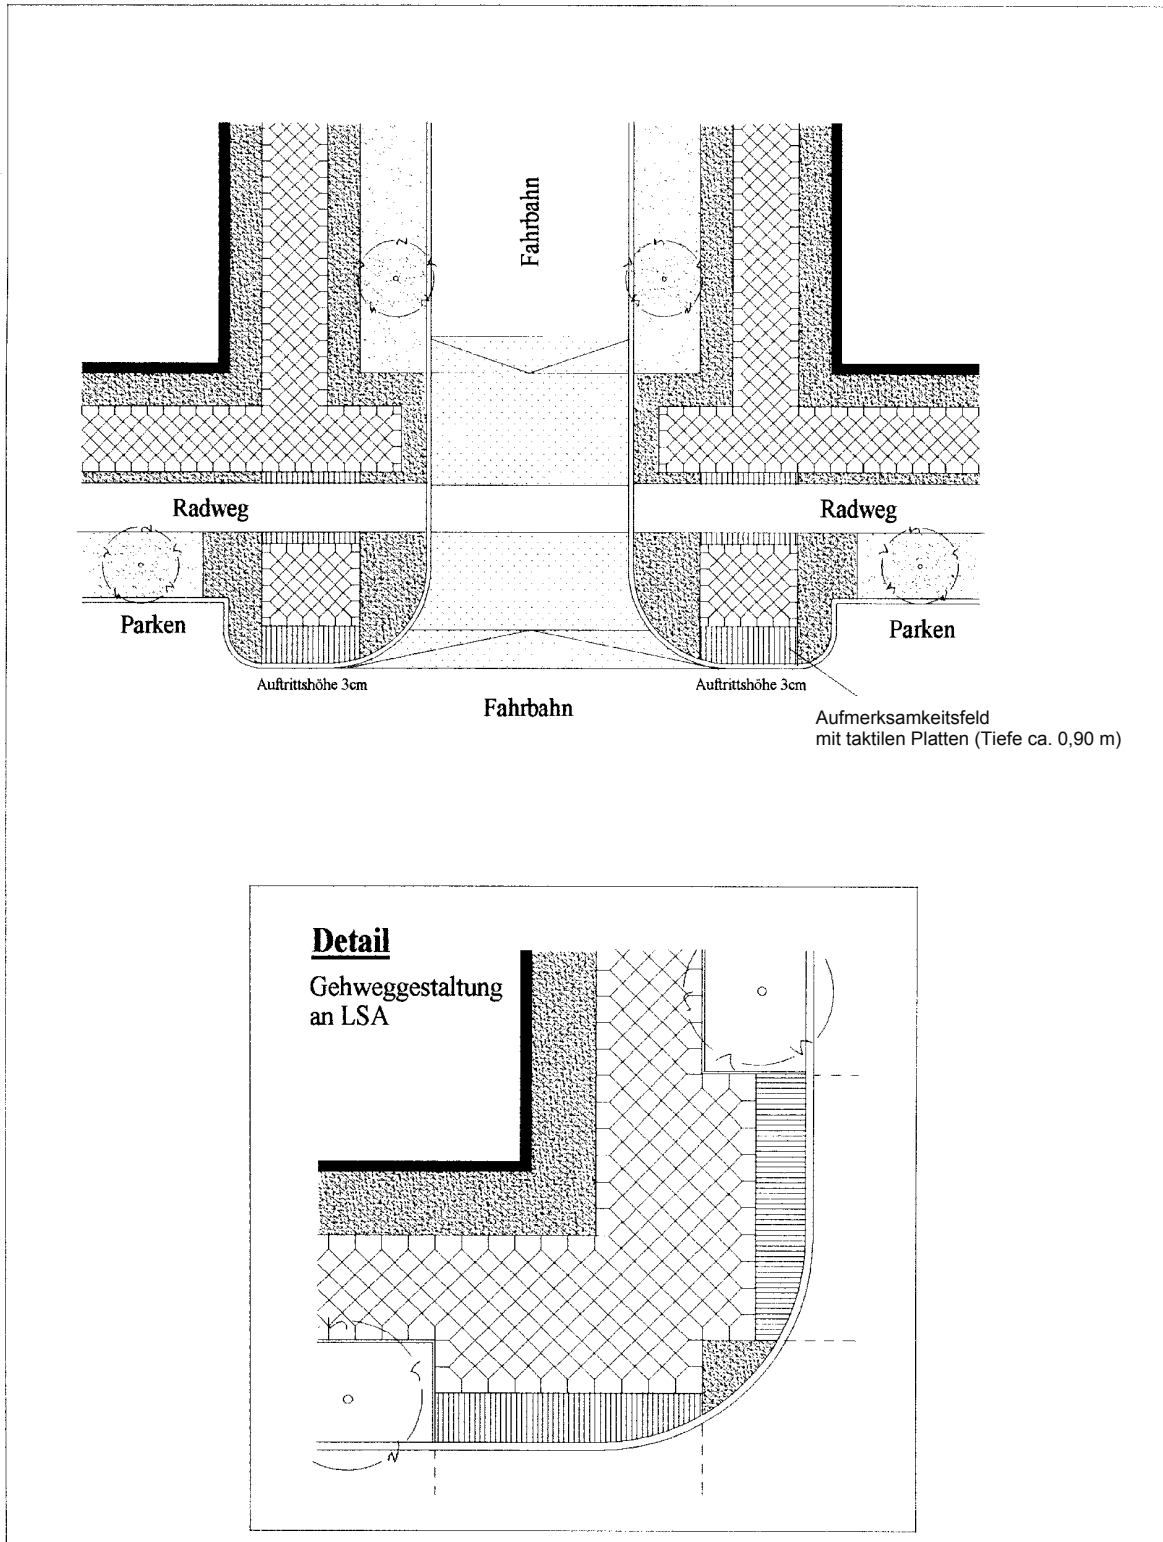 Fahrbahn
Radweg
Radweg
Parken
Parken
Auftrittshöhe 3cm
Auftrittshöhe 3cm
Fahrbahn
Aufmerksamkeitsfeld
mit taktilen Platten (Tiefe ca. 0,90 m)
Detail
Gehweggestaltung
an LSA